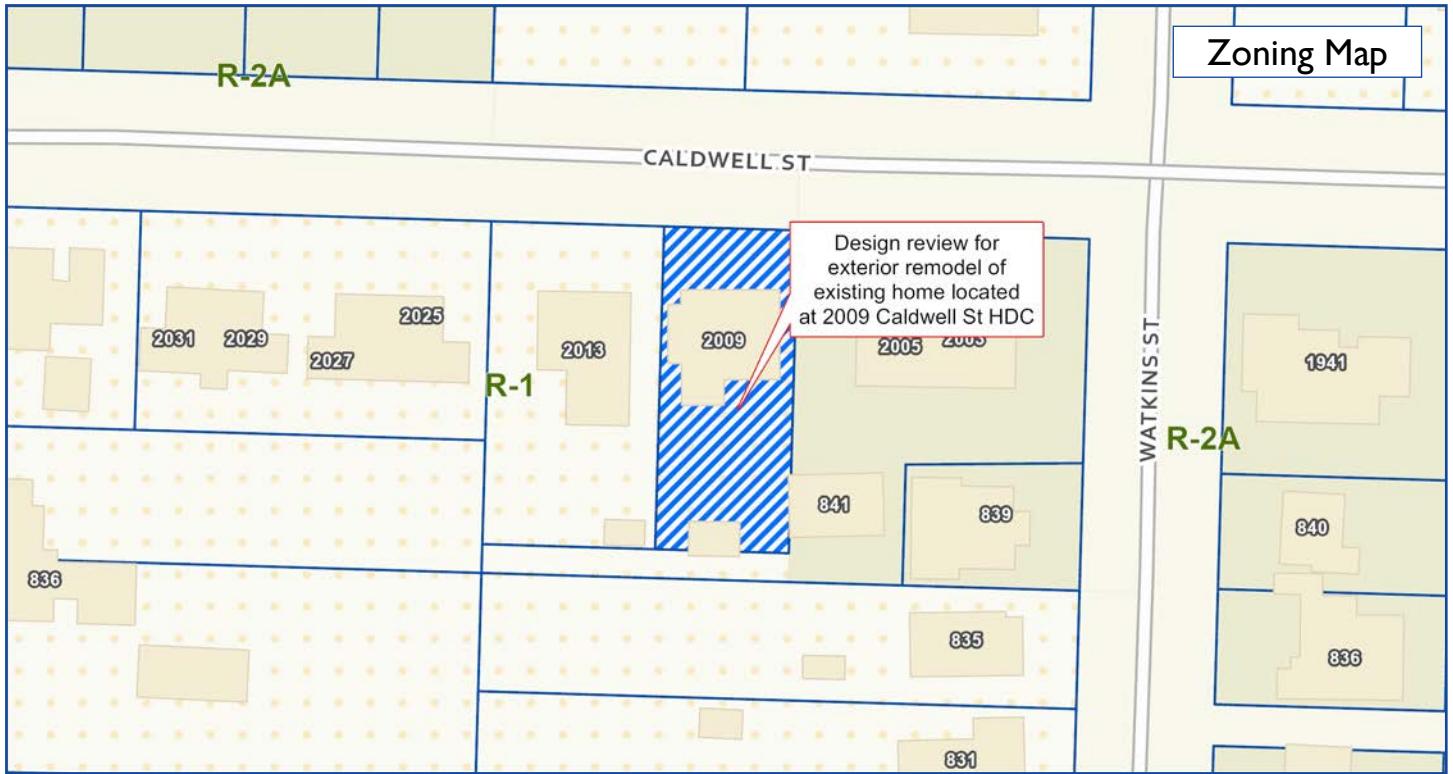 Zoning Map
R-2A
CALDWELL ST
Design review for
exterior remodel of
existing home located
at 2009 Caldwell St HDC
2031
2029
2027
2025
2013
2009
2005
2003
1941
R-1
WATKINS ST
R-2A
841
839
840
836
835
836
831